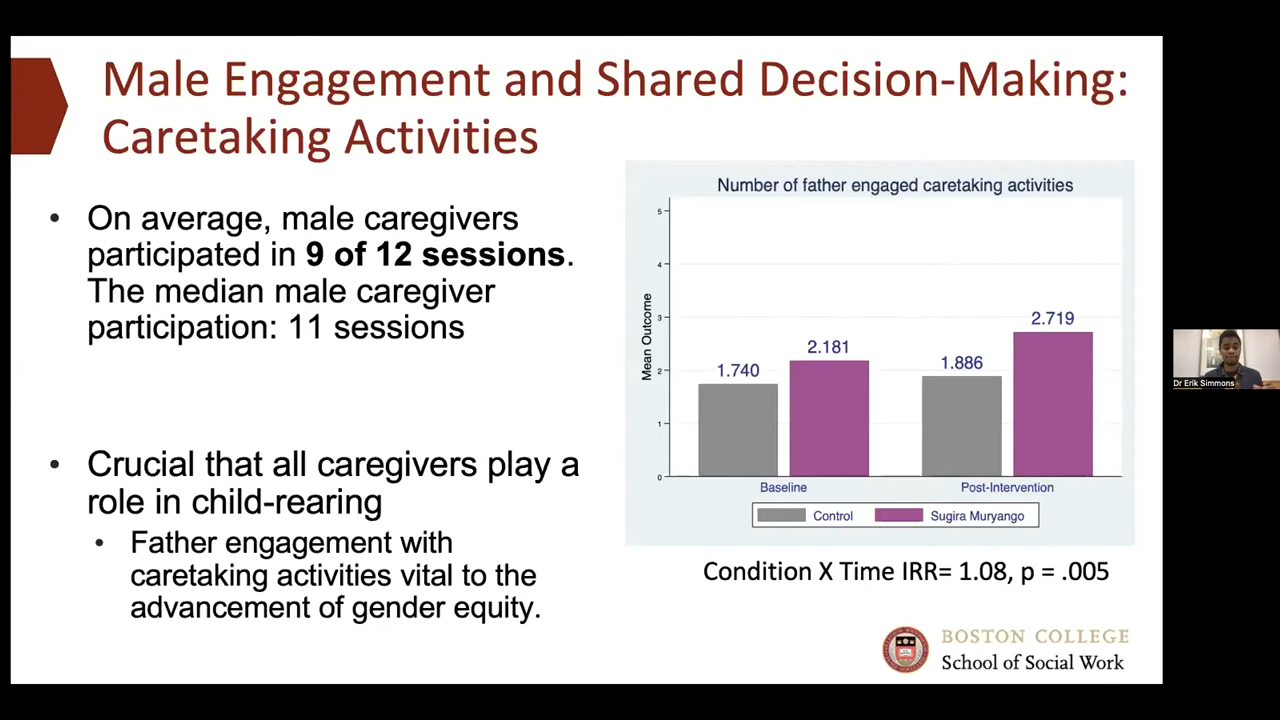 Male Engagement and Shared Decision-Making:
Caretaking Activities
• On average, male caregivers
participated in 9 of 12 sessions.
The median male caregiver
participation: 11 sessions
• Crucial that all caregivers play a
role in child-rearing
• Father engagement with
caretaking activities vital to the
advancement of gender equity.
Number of father engaged caretaking activities
Mean Outcome
5
4
3
2
1
0
1.740
2.181
1.886
2.719
Baseline
Post-Intervention
Control
Sugira Muryango
Condition X Time IRR= 1.08, p = .005
BOSTON COLLEGE
School of Social Work
Dr Erik Simmons